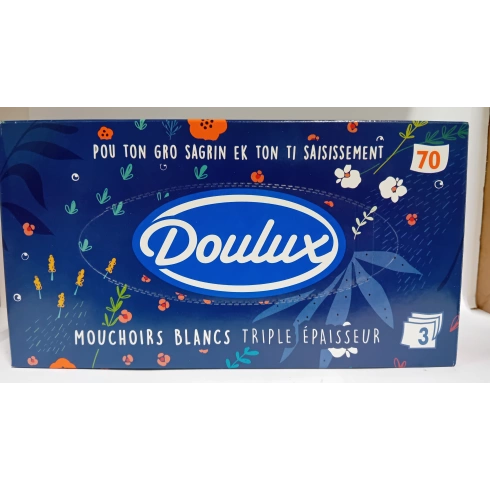 POU TON GRO SAGRIN EK TON TI SAISISSEMENT
70
Doulux
MOUCHOIRS BLANCS TRIPLE ÉPAISSEUR
3